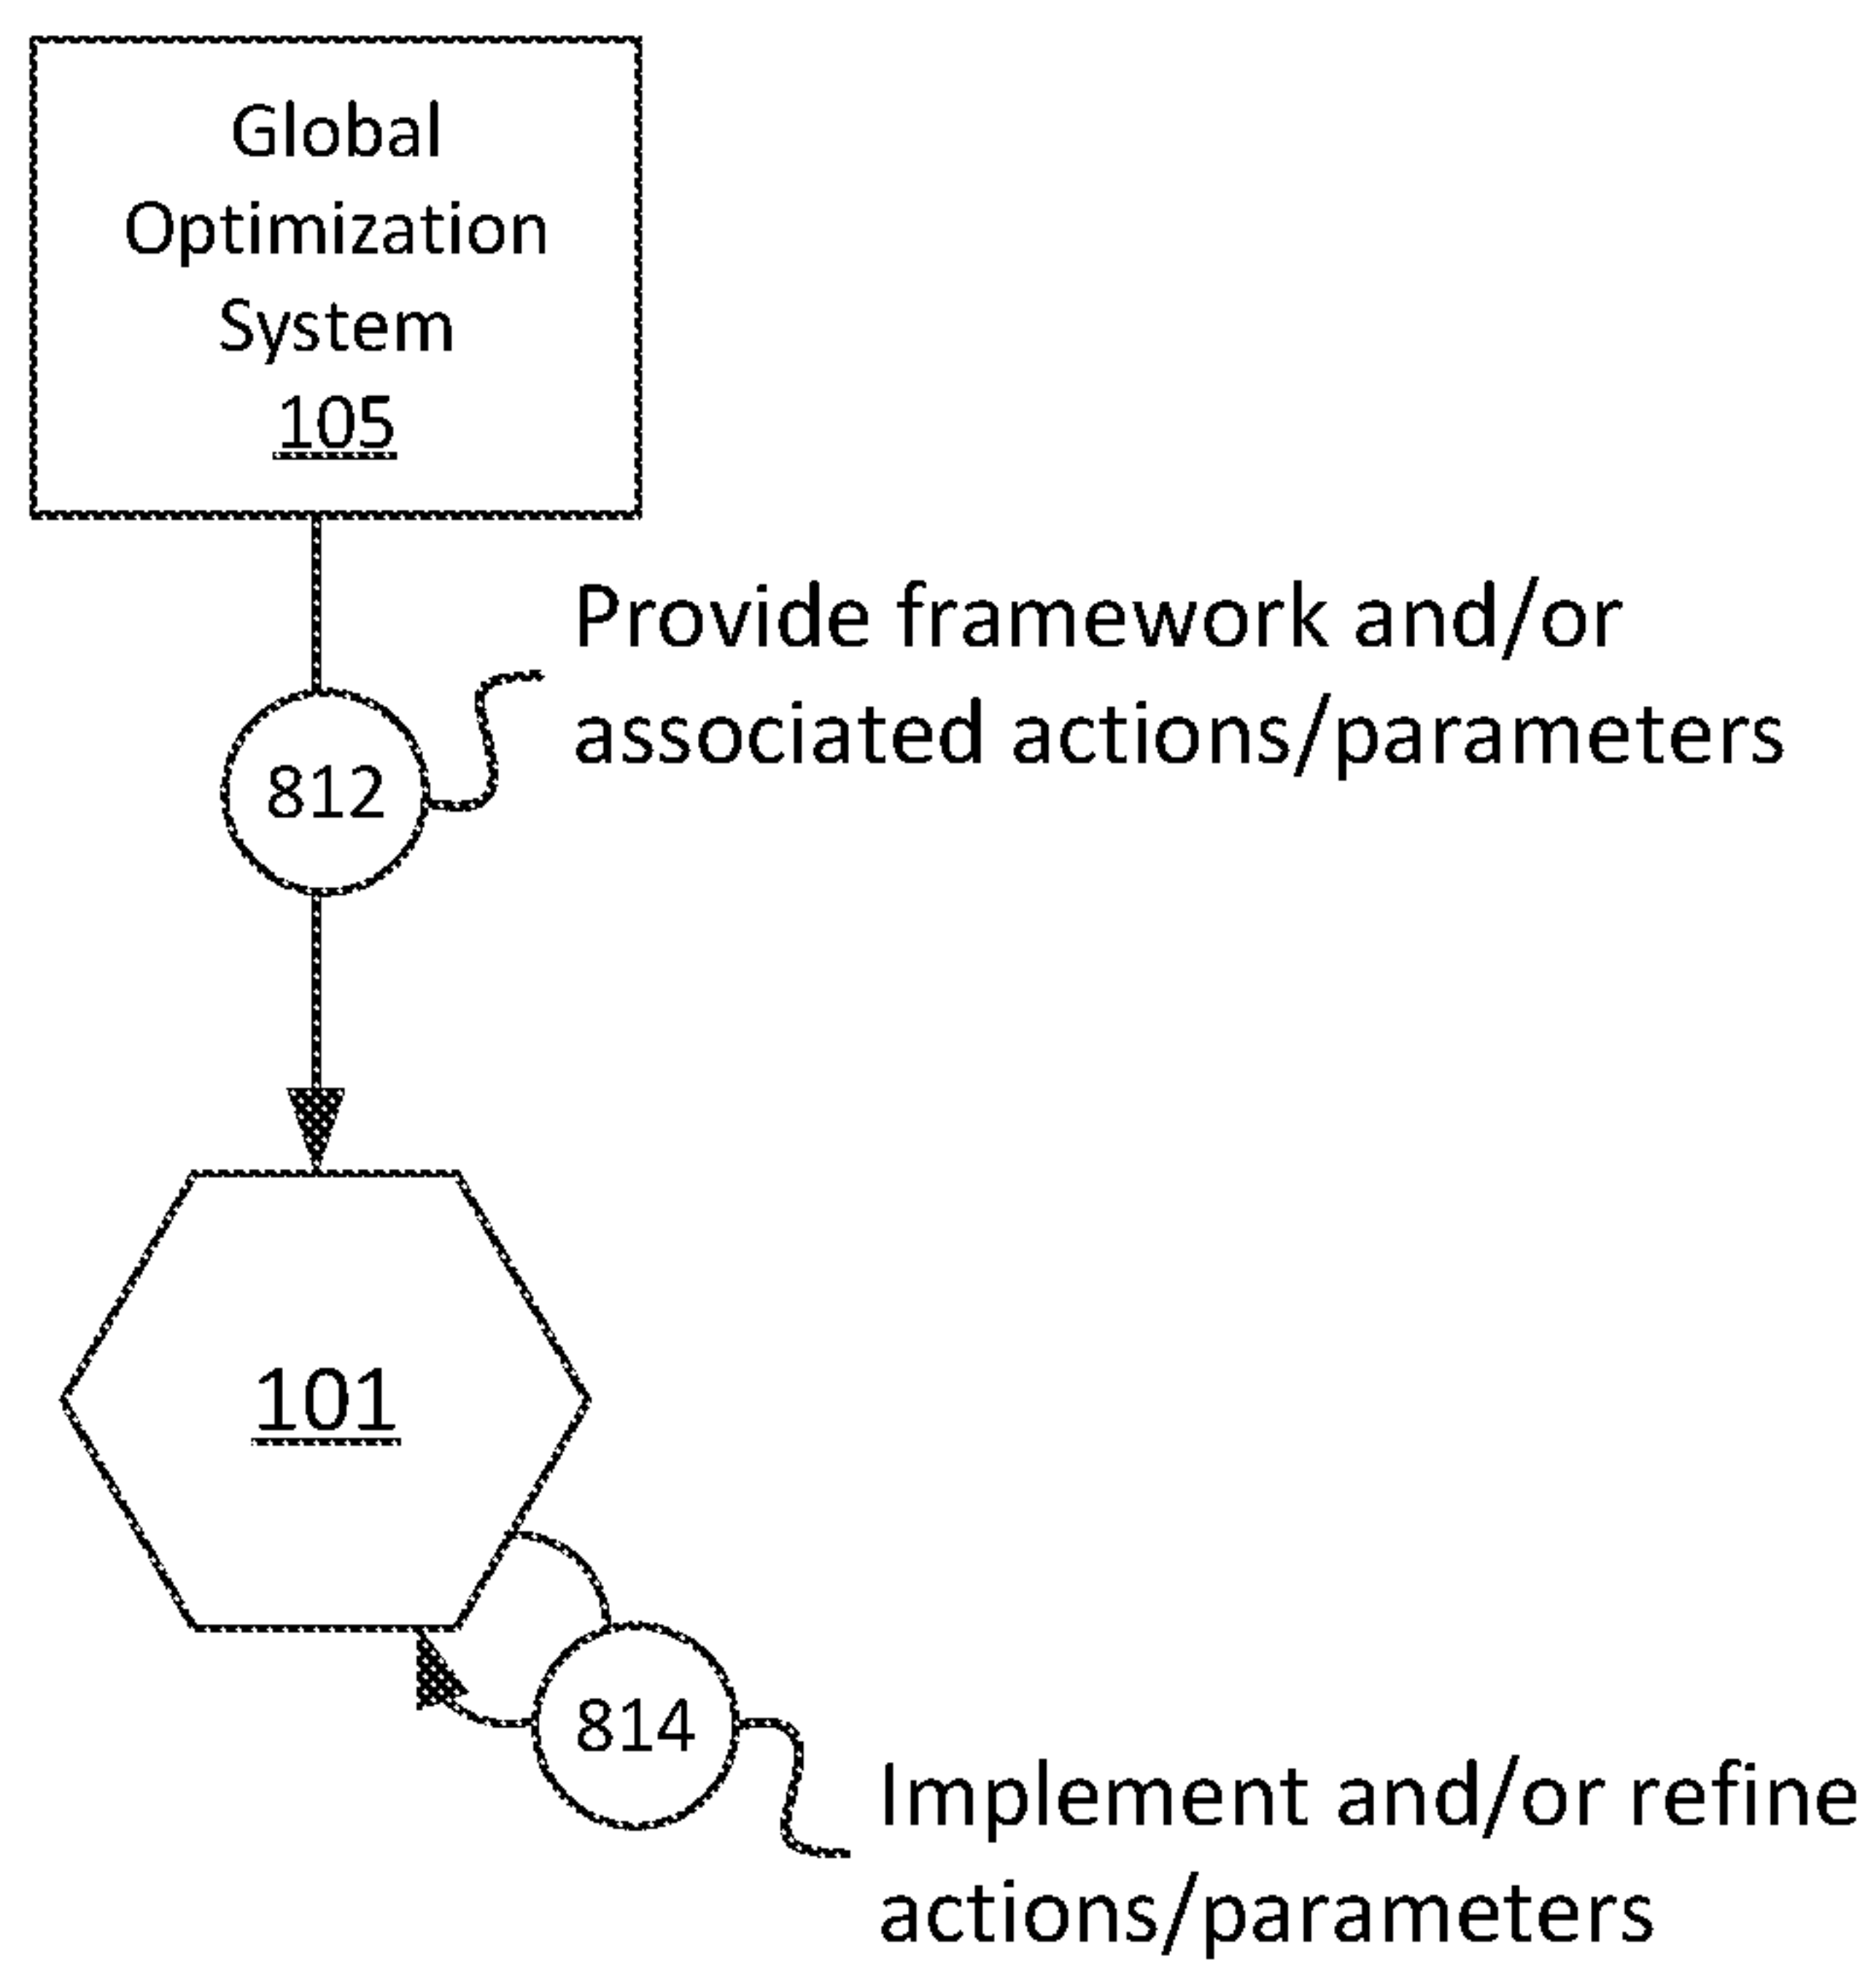 Global
Optimization
System
105
Provide framework and/or
associated actions/parameters
812
101
814
Implement and/or refine
actions/parameters